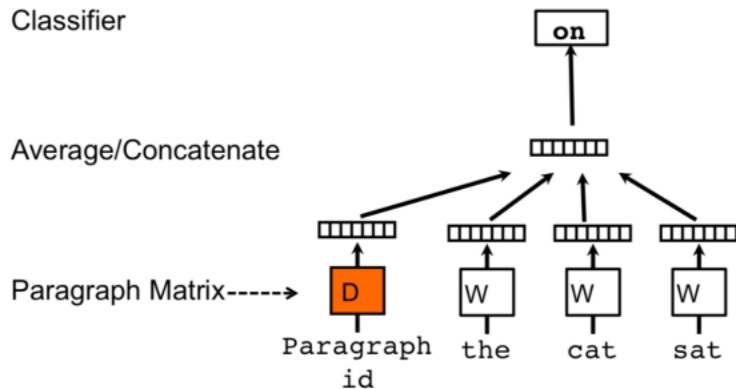 Classifier
on
Average/Concatenate
Paragraph Matrix
D
W
W
W
Paragraph
id
the
cat
sat